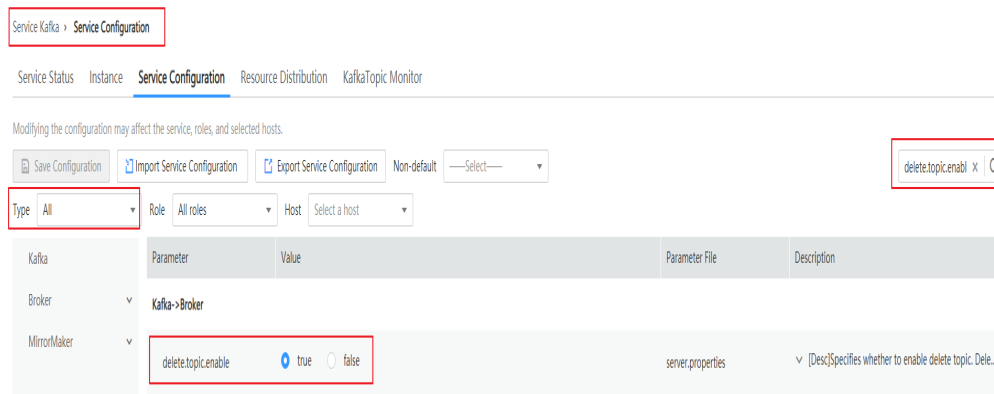 Service Kafka > Service Configuration
Service Status Instance Service Configuration Resource Distribution KafkaTopic Monitor
Modifying the configuration may affect the service, roles, and selected hosts.
Save Configuration Import Service Configuration Export Service Configuration Non-default -----Select----- delete.topic.enabl ×
Type All Role All roles Host Select a host
Kafka Parameter Value Parameter File Description
Broker Kafka->Broker
MirrorMaker
delete.topic.enable true false server.properties [Desc]Specifies whether to enable delete topic. Dele...